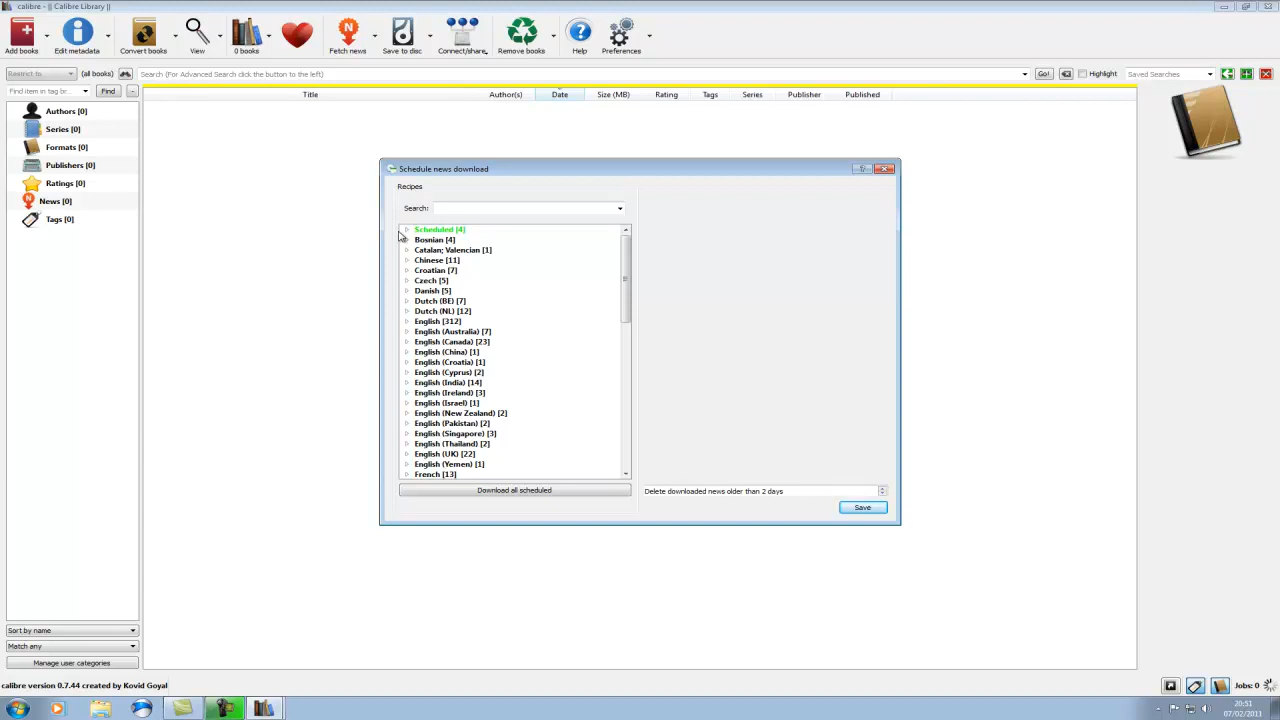 calibre - || Calibre Library ||
Add books
Edit metadata
Convert books
View
0 books
Fetch news
Save to disc
Connect/share
Remove books
Help
Preferences
Restrict to
(all books)
Search (For Advanced Search click the button to the left)
Go!
Highlight
Saved Searches
Find item in tag br...
Find
Title
Author(s)
Date
Size (MB)
Rating
Tags
Series
Publisher
Published
Authors [0]
Series [0]
Formats [0]
Publishers [0]
Ratings [0]
News [0]
Tags [0]
Schedule news download
Recipes
Search:
Scheduled [4]
Bosnian [4]
Catalan; Valencian [1]
Chinese [11]
Croatian [7]
Czech [5]
Danish [5]
Dutch (BE) [7]
Dutch (NL) [12]
English [312]
English (Australia) [7]
English (Canada) [23]
English (China) [1]
English (Croatia) [1]
English (Cyprus) [2]
English (India) [14]
English (Ireland) [3]
English (Israel) [1]
English (New Zealand) [2]
English (Pakistan) [2]
English (Singapore) [3]
English (Thailand) [2]
English (UK) [22]
English (Yemen) [1]
French [13]
Download all scheduled
Delete downloaded news older than 2 days
Save
Sort by name
Match any
Manage user categories
calibre version 0.7.44 created by Kovid Goyal
Jobs: 0
20:51
07/02/2011